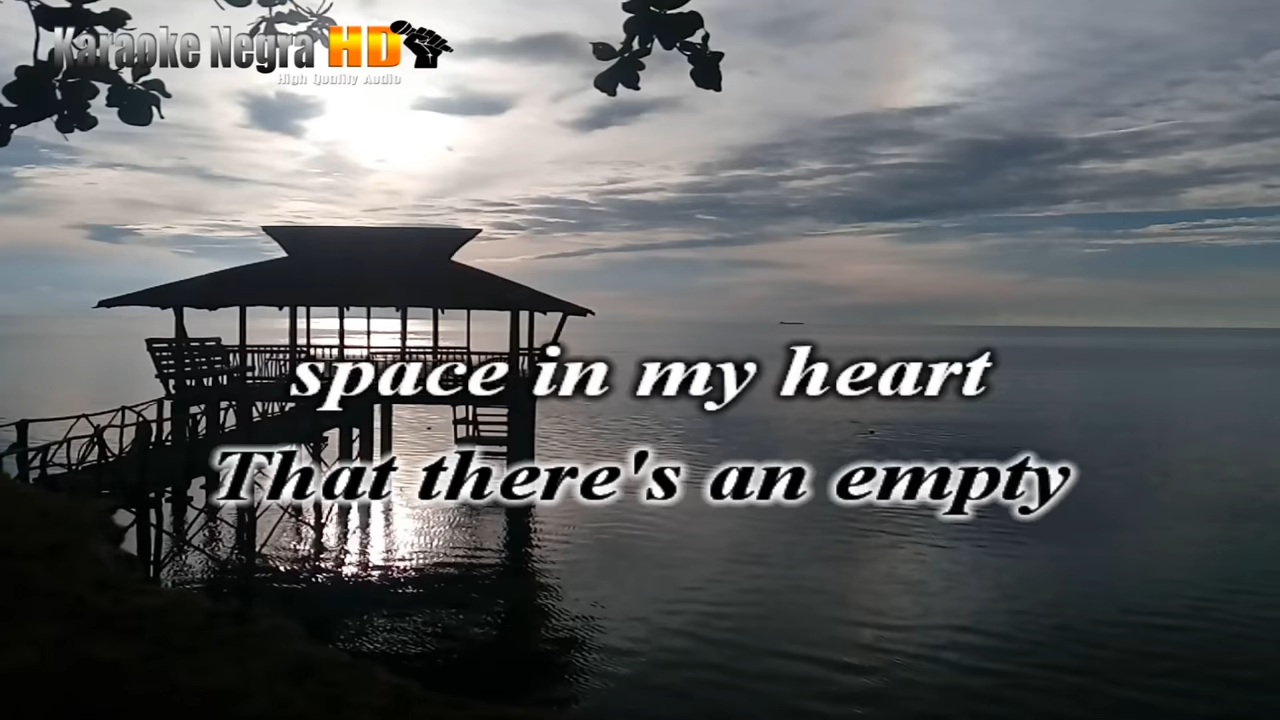 Karaoke Negra HD
High Quality Audio
space in my heart
That there's an empty